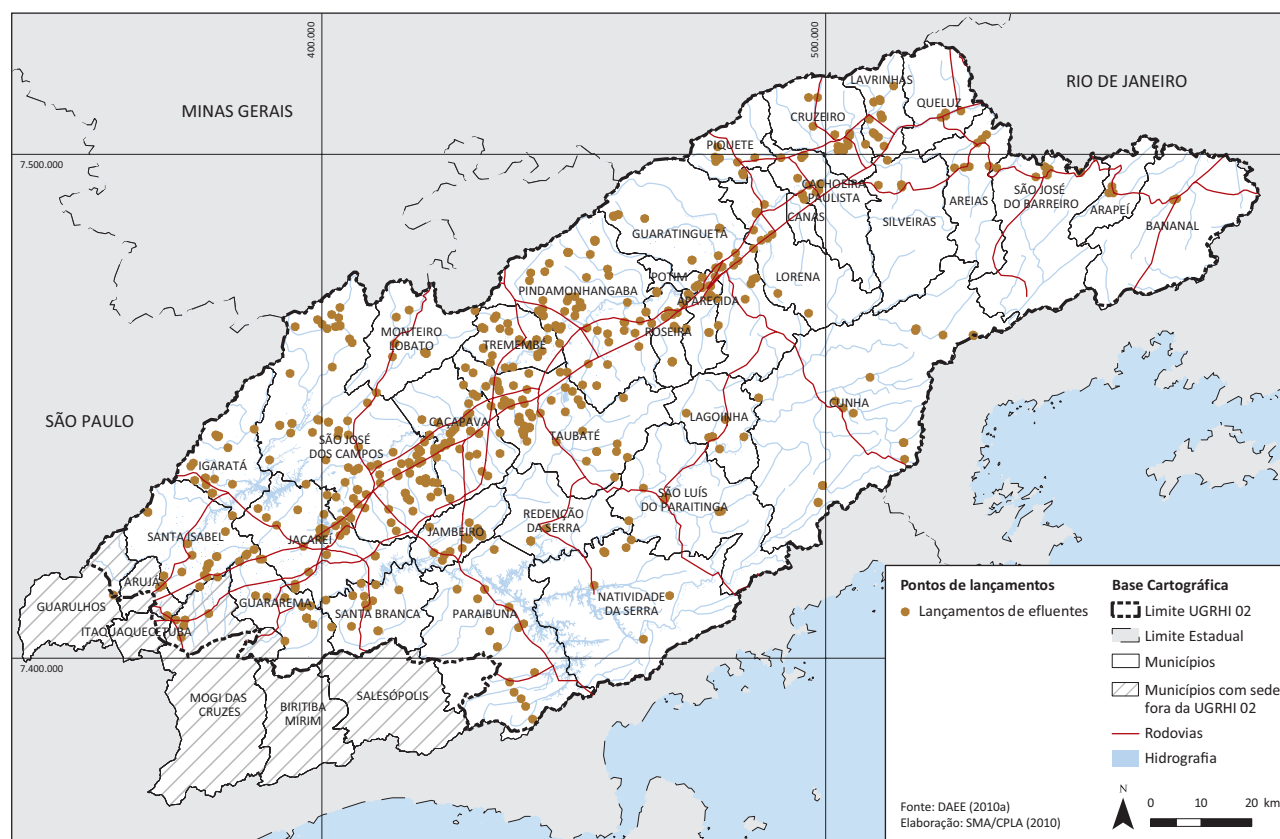 400.000
500.000
7.500.000
7.400.000
MINAS GERAIS
RIO DE JANEIRO
SÃO PAULO
LAVRINHAS
QUELUZ
CRUZEIRO
PIQUETE
CACHOEIRA
PAULISTA
CANAS
SÃO JOSÉ
DO BARREIRO
AREIAS
ARAPEÍ
BANANAL
SILVEIRAS
GUARATINGUETÁ
LORENA
POTIM
APARECIDA
PINDAMONHANGABA
ROSEIRA
MONTEIRO
LOBATO
TREMEMBÉ
CUNHA
LAGOINHA
CAÇAPAVA
TAUBATÉ
SÃO JOSÉ
DOS CAMPOS
IGARATÁ
SÃO LUÍS
DO PARAITINGA
REDENÇÃO
DA SERRA
JAMBEIRO
JACAREÍ
SANTA ISABEL
ARUJÁ
GUARULHOS
ITAQUAQUECETUBA
GUARAREMA
SANTA BRANCA
PARAIBUNA
NATIVIDADE
DA SERRA
MOGI DAS
CRUZES
BIRITIBA
MIRIM
SALESÓPOLIS
Pontos de lançamentos
Lançamentos de efluentes
Base Cartográfica
Limite UGRHI 02
Limite Estadual
Municípios
Municípios com sede
fora da UGRHI 02
Rodovias
Hidrografia
Fonte: DAEE (2010a)
Elaboração: SMA/CPLA (2010)
N
0 10 20 km